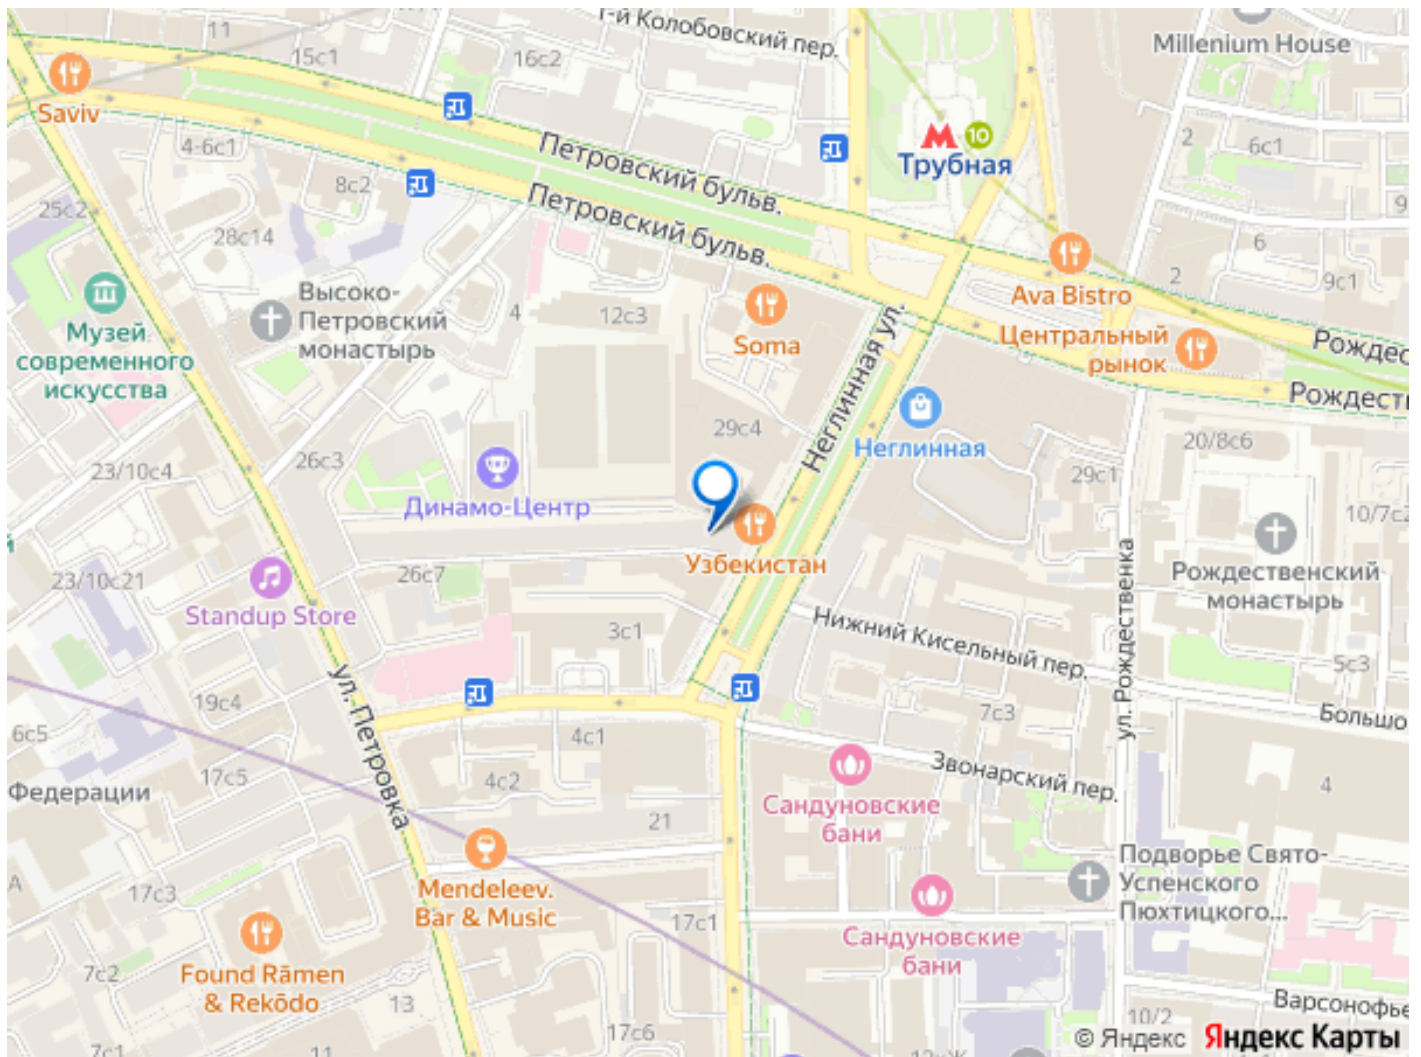 11
1-й Колобовский пер.
Millenium House
15с1
16с2
Saviv
2
6с1
4-6с1
Петровский бульв.
10
Трубная
8с2
Петровский бульв.
25с2
9
28с14
6
2
9с1
Высоко-
Петровский
монастырь
4
12с3
Soma
Ava Bistro
Центральный
рынок
Рождес
Рождест
Музей
современного
искусства
Неглинная ул.
Неглинная
29с4
20/8с6
23/10с4
26с3
29с1
Динамо-Центр
10/7с2
Узбекистан
Рождественский
монастырь
ул. Рождественка
23/10с21
26с7
Standup Store
3с1
Нижний Кисельный пер.
5с3
ул. Петровка
19с4
7с3
Большо
6с5
4с1
17с5
4с2
Звонарский пер.
4
Федерации
Сандуновские
бани
21
Mendeleev.
Bar & Music
Подворье Свято-
Успенского
Пюхтицкого...
17с3
17с1
Found Rāmen
& Rekōdo
Сандуновские
бани
7с2
13
Варсонофье
10/2
17с6
7с1
11
© Яндекс Яндекс Карты